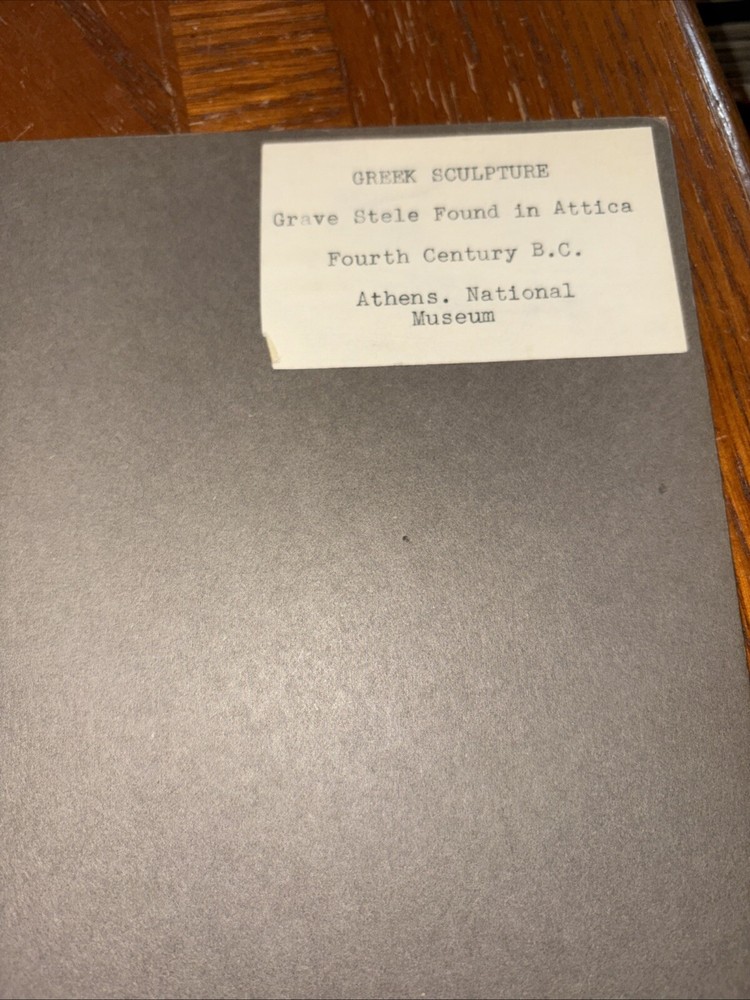 GREEK SCULPTURE
Grave Stele Found in Attica
Fourth Century B.C.
Athens. National
Museum